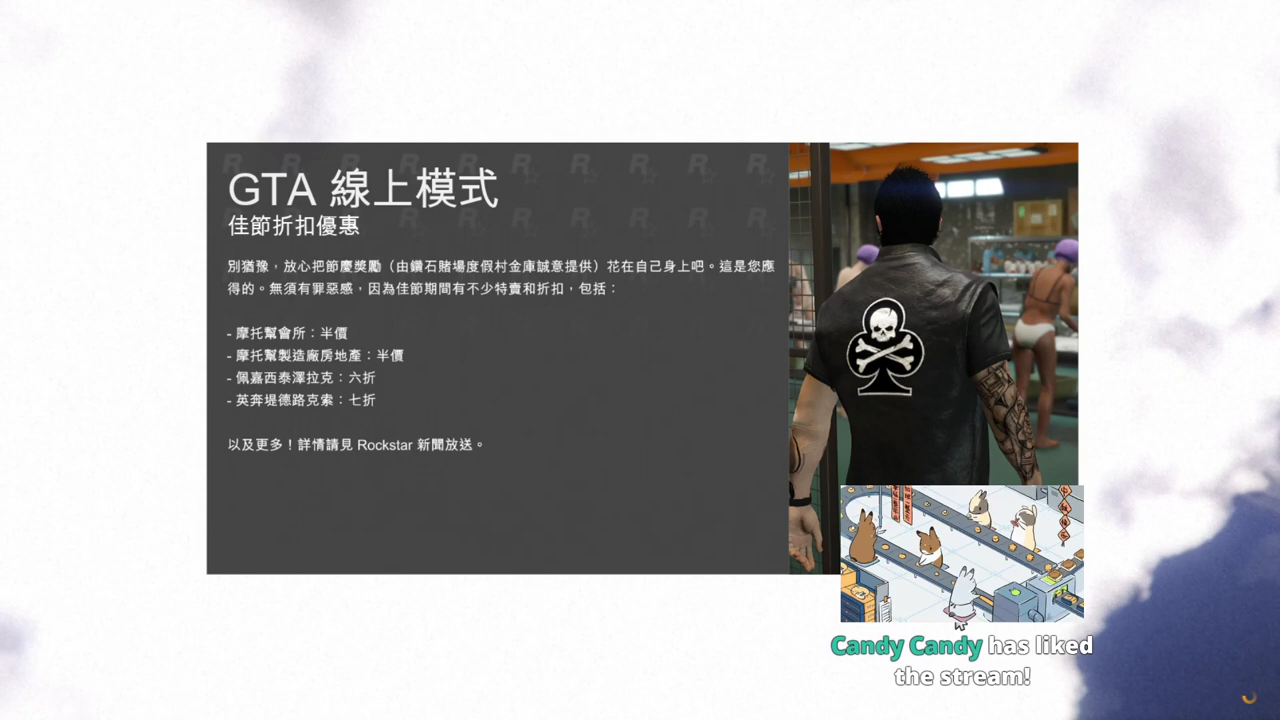 GTA 線上模式
佳節折扣優惠
別猶豫，放心把節慶獎勵（由鑽石賭場度假村金庫誠意提供）花在自己身上吧。這是您應
得的。無須有罪惡感，因為佳節期間有不少特賣和折扣，包括：
- 摩托幫會所：半價
- 摩托幫製造廠房地產：半價
- 佩嘉西泰澤拉克：六折
- 英奔堤德路克索：七折
以及更多！詳情請見 Rockstar 新聞放送。
Candy Candy has liked
the stream!